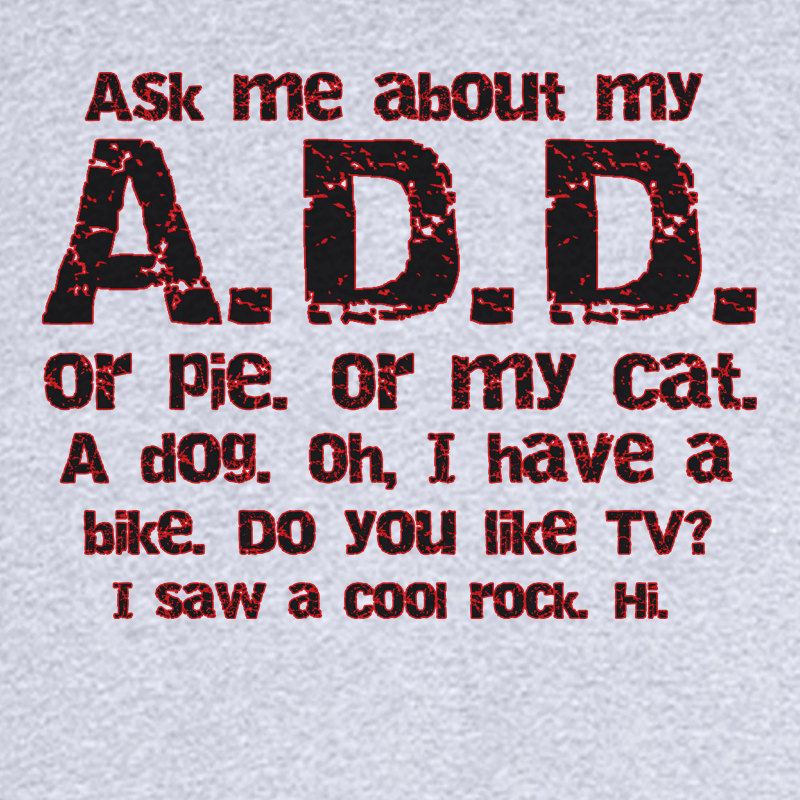 Ask me about my
A.D.D.
or pie. or my cat.
A dog. Oh, I have a
bike. Do you like TV?
I saw a cool rock. Hi.